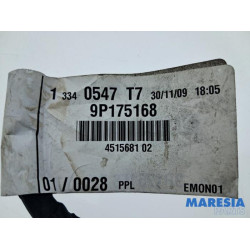 1 334 0547 T7 30/11/09 18:05
9P175168
4515681 02
01/0028 PPL EMON01
MARESIA